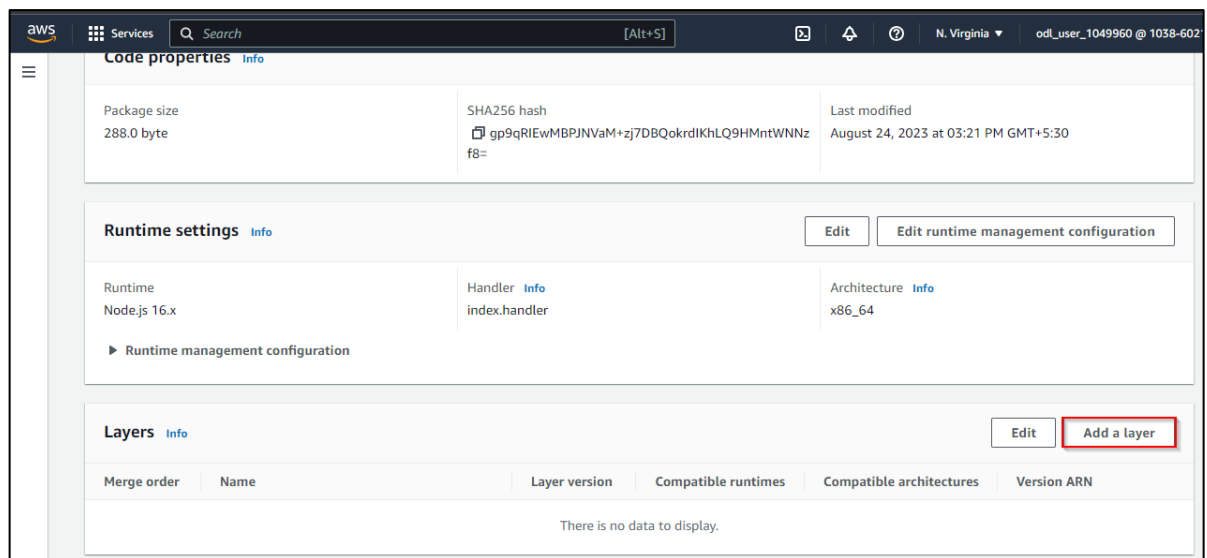 aws
Services
Search
[Alt+S]
N. Virginia
odl_user_1049960 @ 1038-602
Code properties Info
Package size
288.0 byte
SHA256 hash
gp9qRIEwMBPJNVaM+zj7DBQokrdIKhLQ9HMntWNNz
f8=
Last modified
August 24, 2023 at 03:21 PM GMT+5:30
Runtime settings Info
Edit
Edit runtime management configuration
Runtime
Node.js 16.x
Handler Info
index.handler
Architecture Info
x86_64
Runtime management configuration
Layers Info
Edit
Add a layer
Merge order
Name
Layer version
Compatible runtimes
Compatible architectures
Version ARN
There is no data to display.